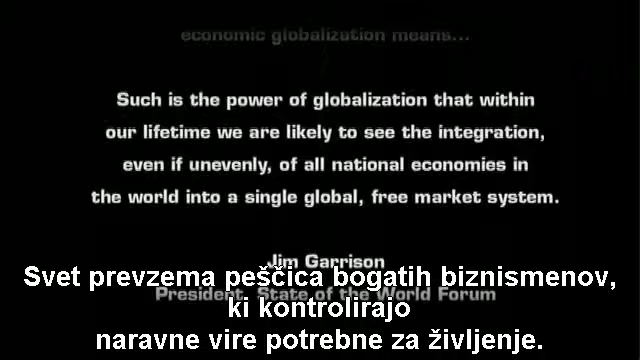 economic globalization means...
Such is the power of globalization that within
our lifetime we are likely to see the integration,
even if unevenly, of all national economies in
the world into a single global, free market system.
Jim Garrison
President, State of the World Forum
Svet prevzema peščica bogatih biznismenov,
ki kontrolirajo
naravne vire potrebne za življenje.